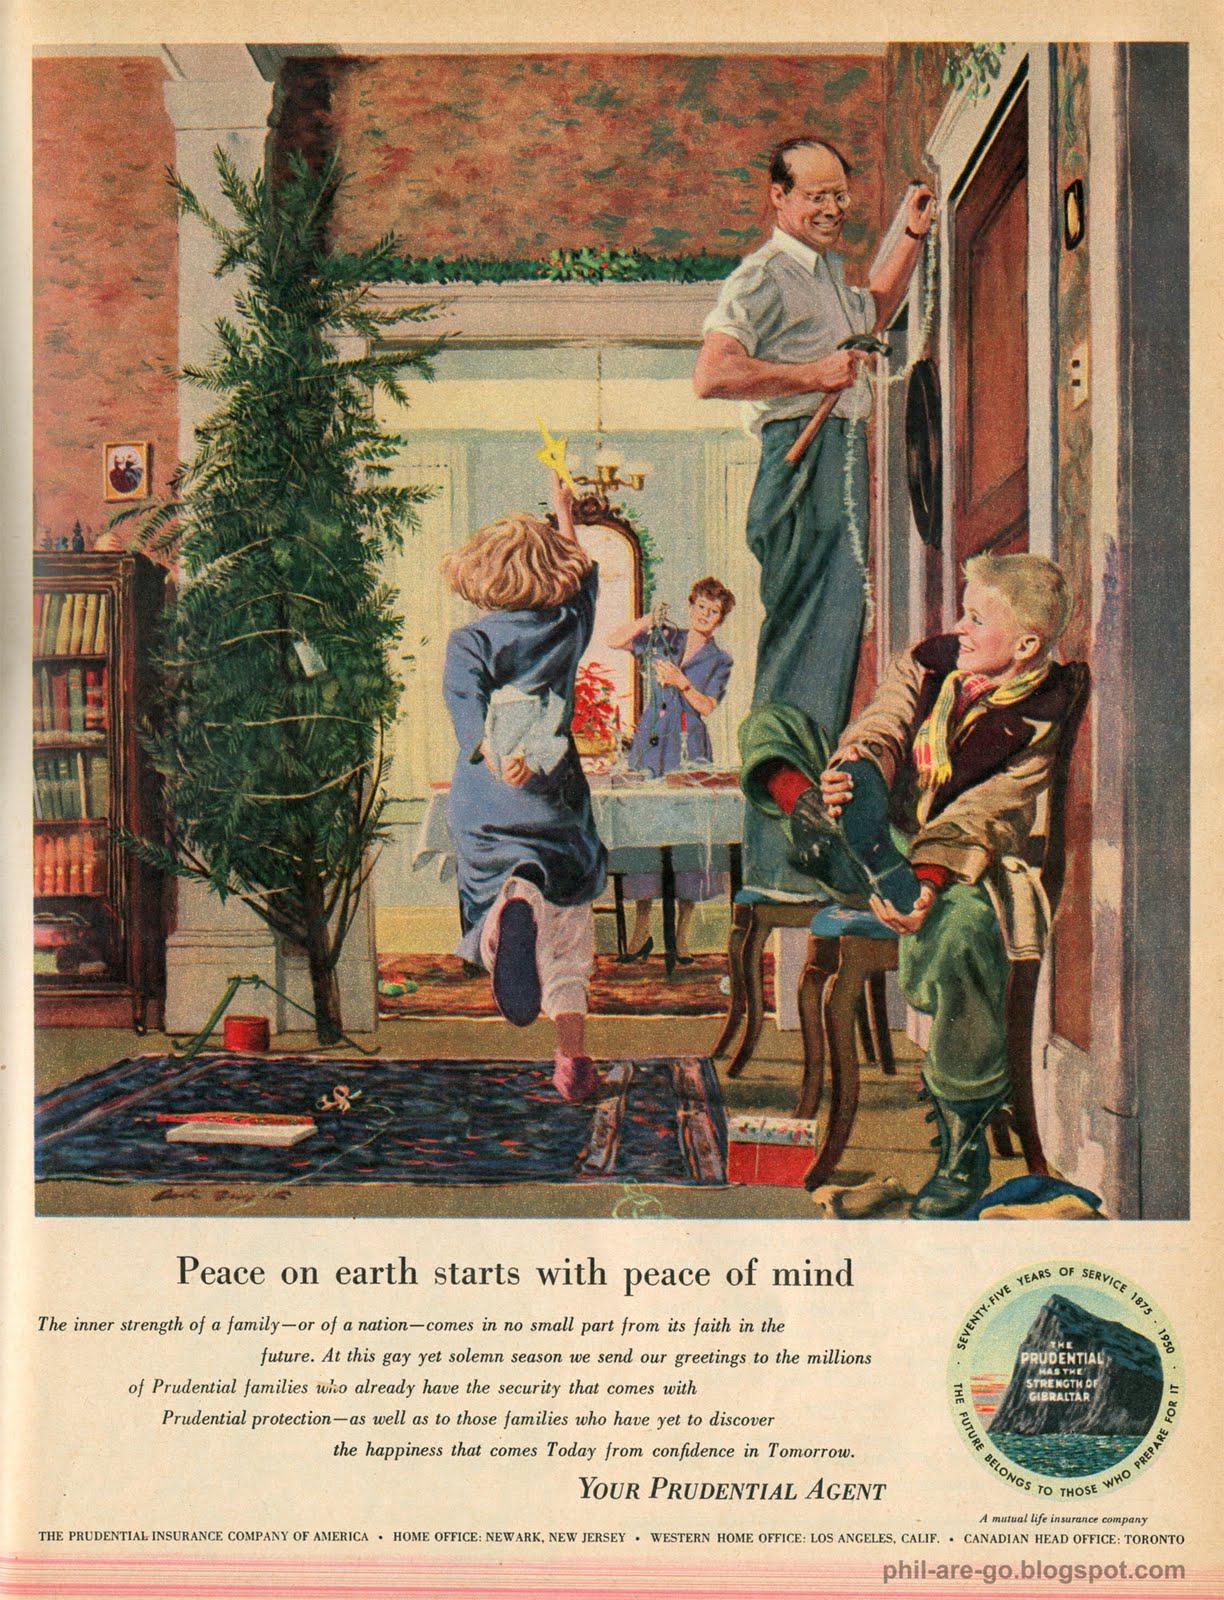 Peace on earth starts with peace of mind
The inner strength of a family—or of a nation—comes in no small part from its faith in the
future. At this gay yet solemn season we send our greetings to the millions
of Prudential families who already have the security that comes with
Prudential protection—as well as to those families who have yet to discover
the happiness that comes Today from confidence in Tomorrow.
YOUR PRUDENTIAL AGENT
SEVENTY-FIVE YEARS OF SERVICE 1875 · 1950 ·
THE FUTURE BELONGS TO THOSE WHO PREPARE FOR IT
THE
PRUDENTIAL
HAS THE
STRENGTH OF
GIBRALTAR
A mutual life insurance company
THE PRUDENTIAL INSURANCE COMPANY OF AMERICA • HOME OFFICE: NEWARK, NEW JERSEY • WESTERN HOME OFFICE: LOS ANGELES, CALIF. • CANADIAN HEAD OFFICE: TORONTO
phil-are-go.blogspot.com